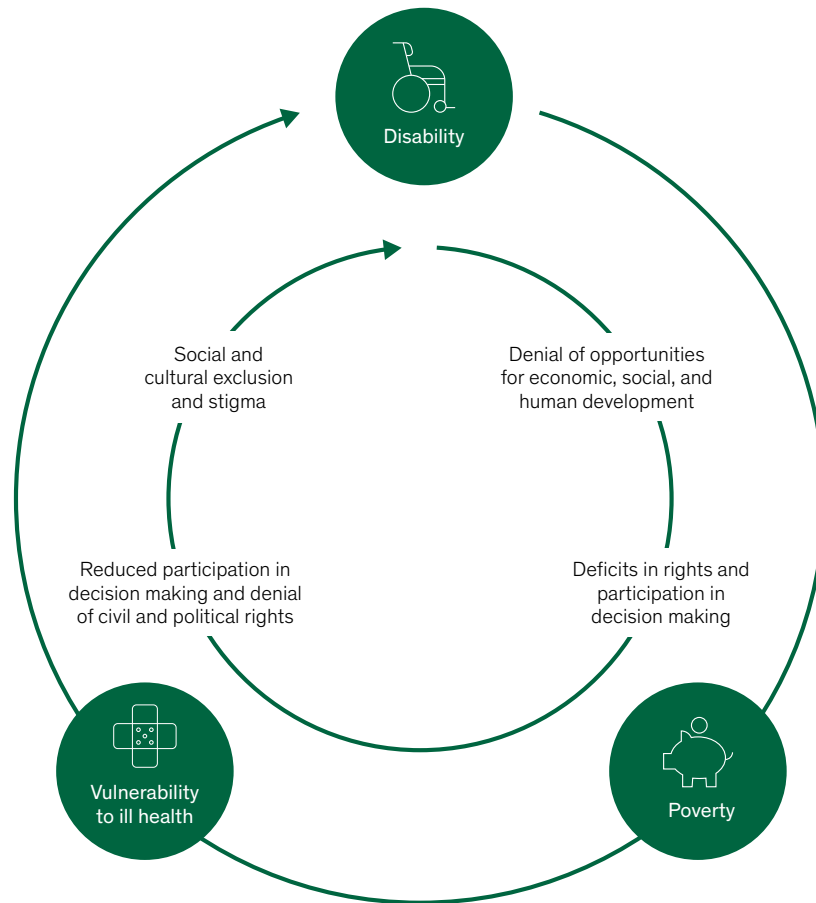 Disability
Social and
cultural exclusion
and stigma
Denial of opportunities
for economic, social, and
human development
Reduced participation in
decision making and denial
of civil and political rights
Deficits in rights and
participation in
decision making
Vulnerability
to ill health
Poverty